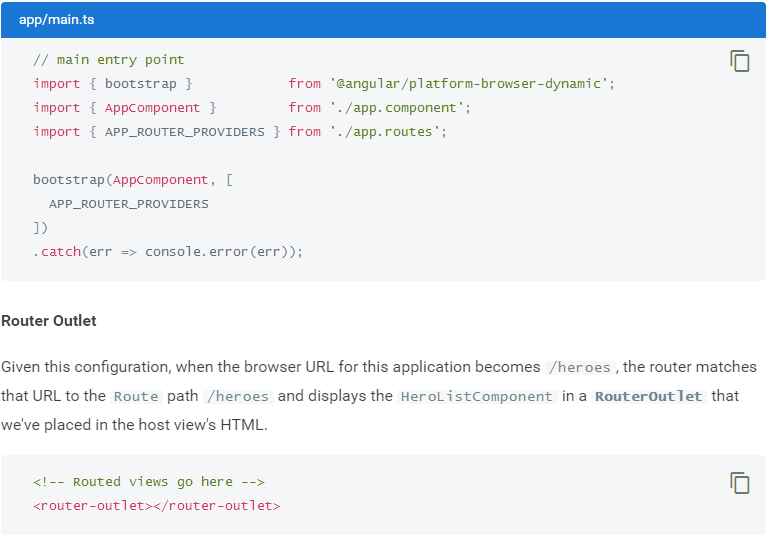 app/main.ts
// main entry point
import { bootstrap }            from '@angular/platform-browser-dynamic';
import { AppComponent }         from './app.component';
import { APP_ROUTER_PROVIDERS } from './app.routes';
bootstrap(AppComponent, [
  APP_ROUTER_PROVIDERS
])
.catch(err => console.error(err));
Router Outlet
Given this configuration, when the browser URL for this application becomes /heroes, the router matches
that URL to the Route path /heroes and displays the HeroListComponent in a RouterOutlet that
we've placed in the host view's HTML.
<!-- Routed views go here -->
<router-outlet></router-outlet>